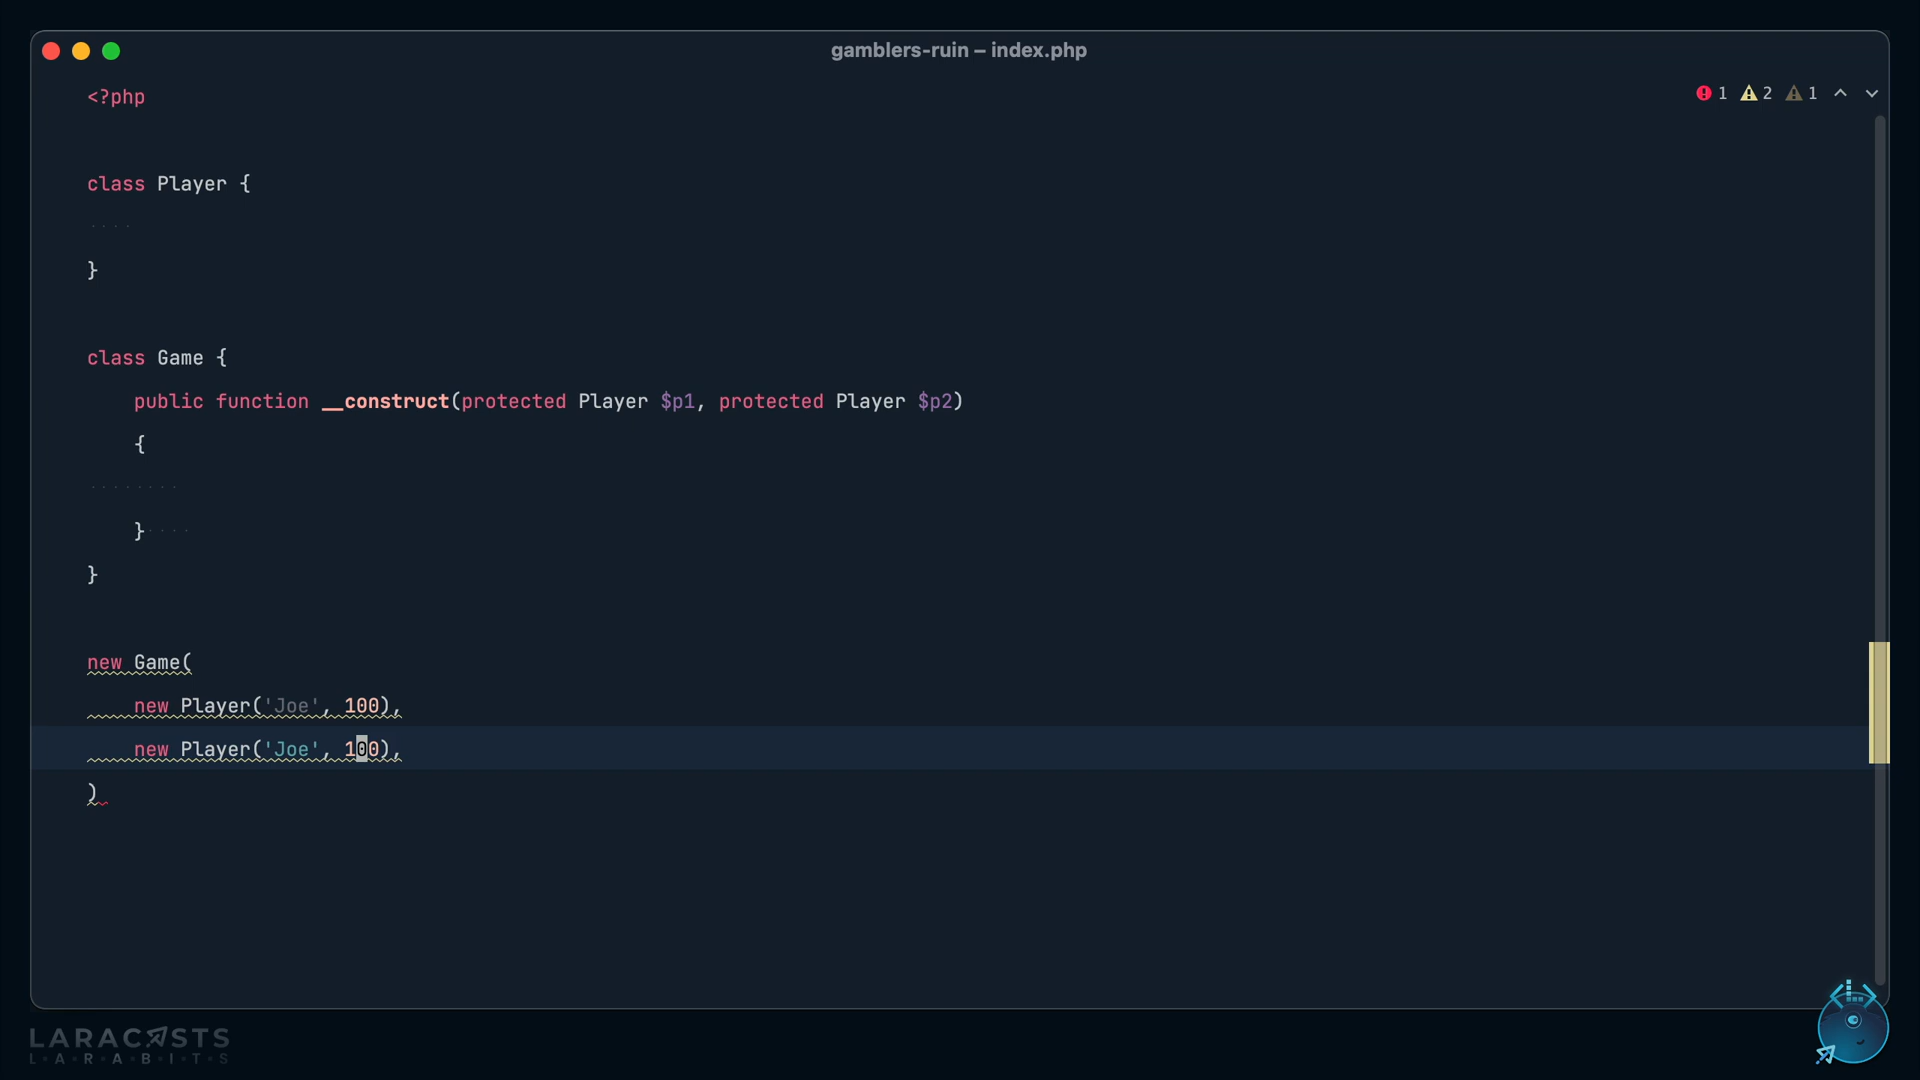 gamblers-ruin – index.php
<?php
1 2 1
class Player {
}
class Game {
public function __construct(protected Player $p1, protected Player $p2)
{
}
}
new Game(
new Player('Joe', 100),
new Player('Joe', 100),
)
LARACASTS
L·A·R·A·B·I·T·S